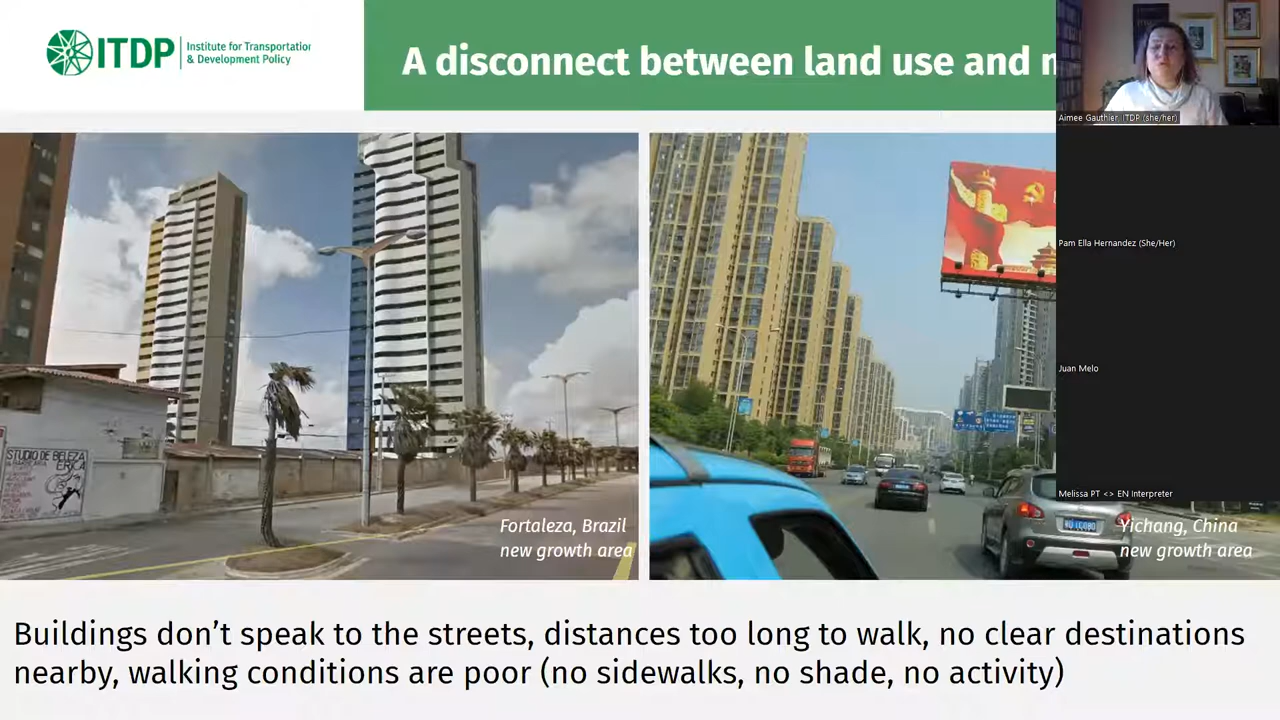 ITDP
Institute for Transportation
& Development Policy
A disconnect between land use and
Aimee Gauthier ITDP (she/her)
Pam Ella Hernandez (She/Her)
Juan Melo
Melissa PT <> EN Interpreter
STUDIO DE BELEZA
ERICA
Fortaleza, Brazil
new growth area
Yichang, China
new growth area
Buildings don’t speak to the streets, distances too long to walk, no clear destinations
nearby, walking conditions are poor (no sidewalks, no shade, no activity)